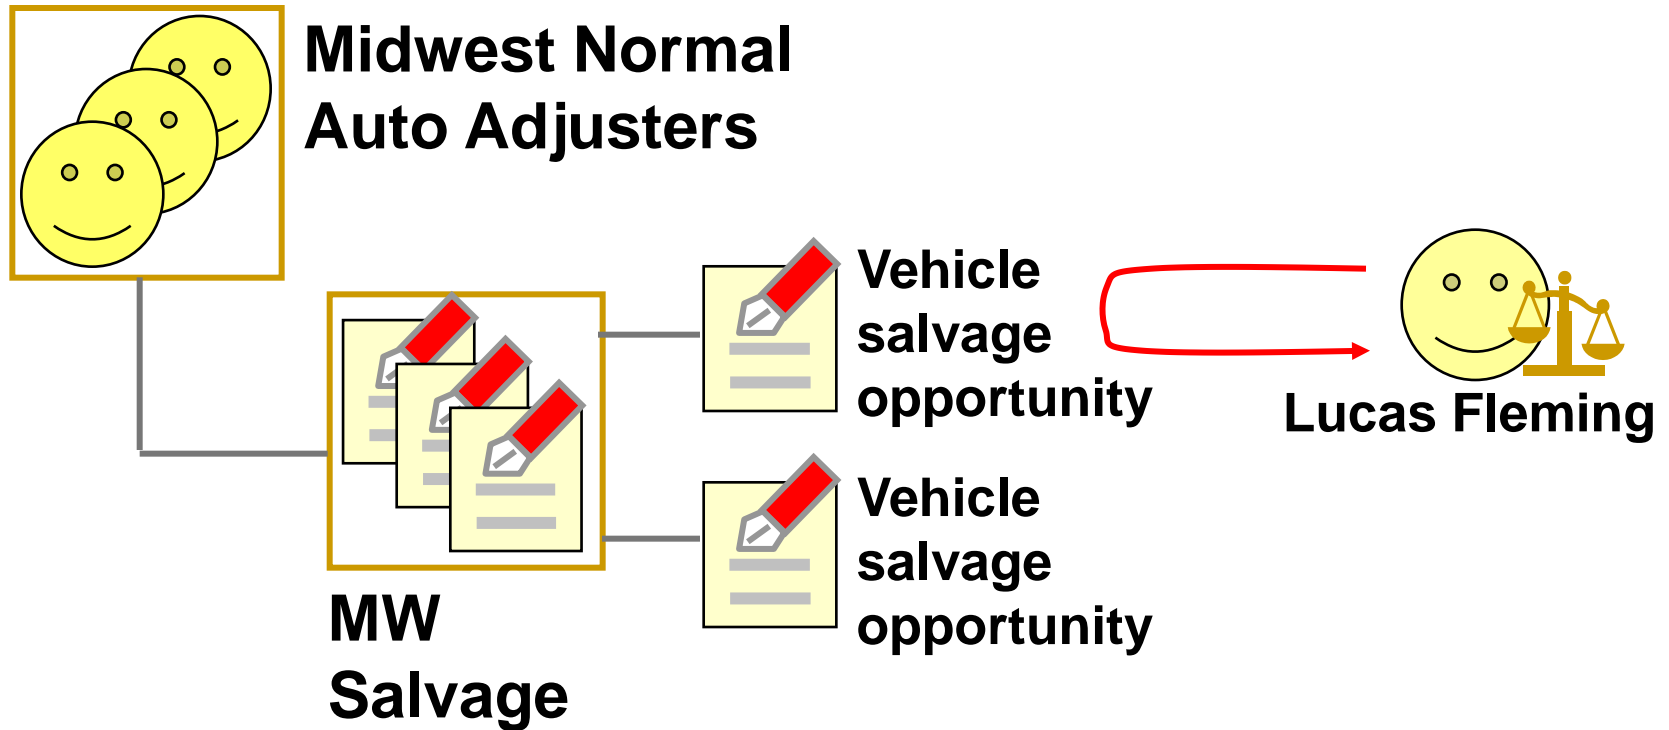 Midwest Normal
Auto Adjusters
Vehicle
salvage
opportunity
Lucas Fleming
Vehicle
salvage
opportunity
MW
Salvage